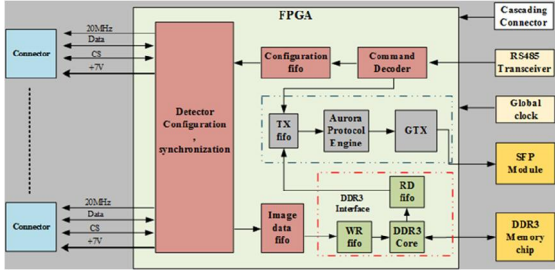 FPGA
Cascading
Connector
20MHz
Data
CS
+7V
Connector
Configuration
fifo
Command
Decoder
RS485
Transceiver
Detector
Configuration
,
synchronization
TX
fifo
Aurora
Protocol
Engine
GTX
Global
clock
SFP
Module
RD
fifo
DDR3
Interface
20MHz
Data
CS
+7V
Connector
Image
data
fifo
WR
fifo
DDR3
Core
DDR3
Memory
chip